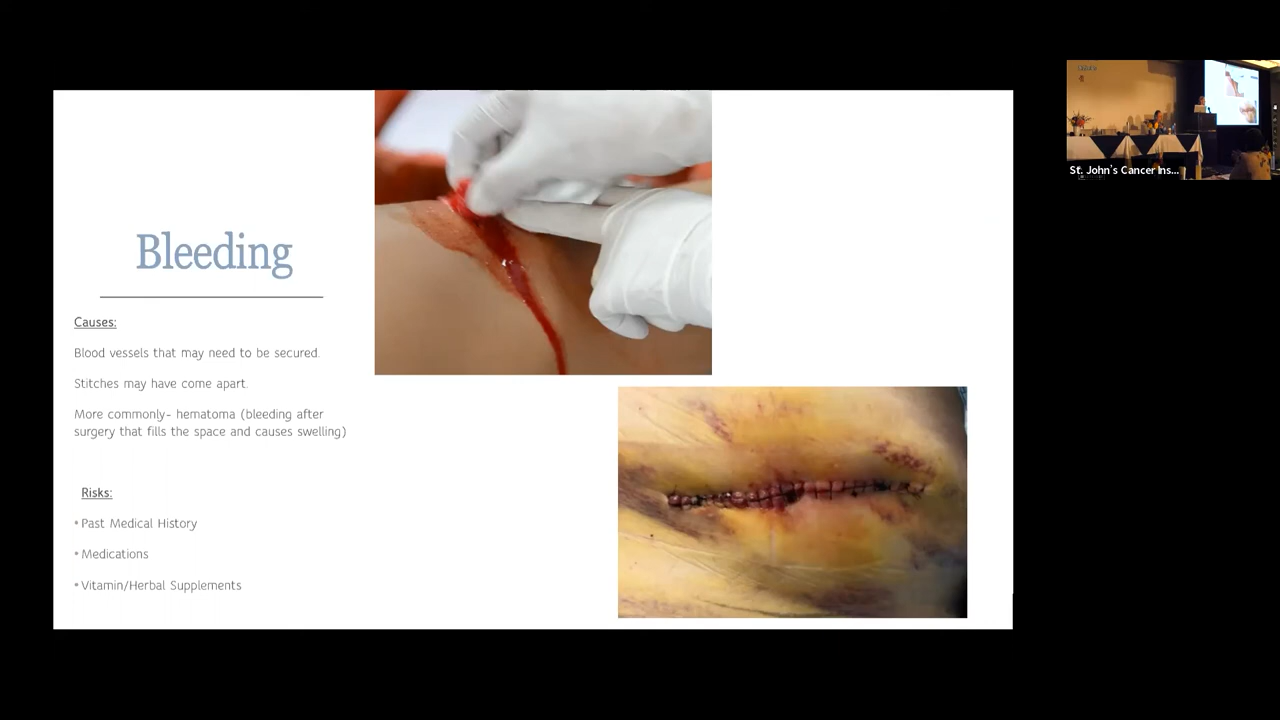 Bleeding
Causes:
Blood vessels that may need to be secured.
Stitches may have come apart.
More commonly- hematoma (bleeding after
surgery that fills the space and causes swelling)
Risks:
• Past Medical History
• Medications
• Vitamin/Herbal Supplements
St. John's Cancer Ins...